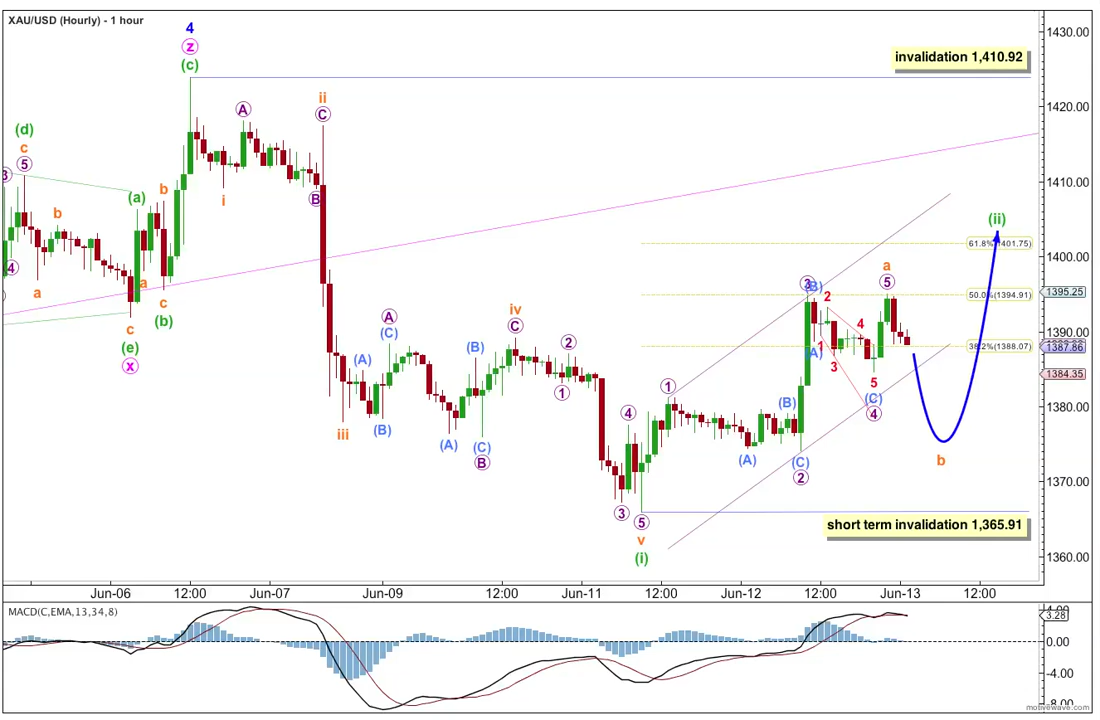 XAU/USD (Hourly) - 1 hour
4
z
(c)
invalidation 1,410.92
1430.00
1420.00
1410.00
1400.00
1395.25
1390.00
1387.86
1384.35
1380.00
1370.00
1360.00
(d)
c
5
3
4
b
a
c
(e)
x
(a)
a
b
c
(b)
i
A
ii
C
B
iii
(A)
A
(C)
(B)
(A)
(B)
(C)
B
iv
C
2
1
4
3
5
v
(i)
1
(A)
(B)
(C)
2
3
(B)
(A)
1
2
3
4
5
(C)
4
a
5
b
(ii)
61.8%(1401.75)
50.0%(1394.91)
38.2%(1388.07)
short term invalidation 1,365.91
Jun-06
12:00
Jun-07
Jun-09
12:00
Jun-11
12:00
Jun-12
12:00
Jun-13
12:00
MACD(C,EMA,13,34,8)
4.00
3.28
0.00
-4.00
-8.00
motivewave.com